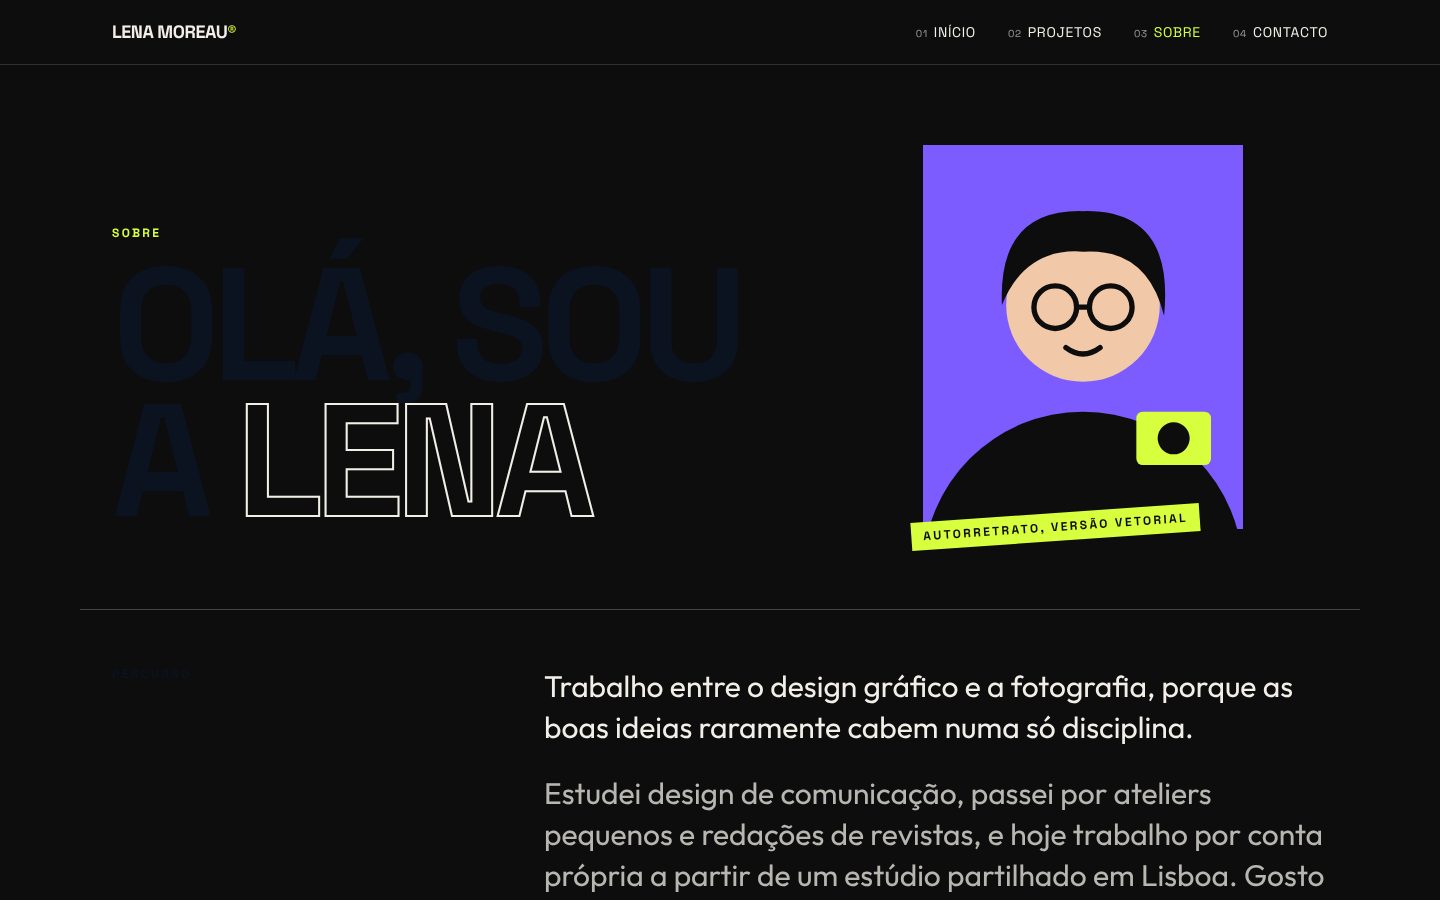 LENA MOREAU®
01 INÍCIO 02 PROJETOS 03 SOBRE 04 CONTACTO
SOBRE
OLÁ, SOU
A LENA
AUTORRETRATO, VERSÃO VETORIAL
PERCURSO
Trabalho entre o design gráfico e a fotografia, porque as
boas ideias raramente cabem numa só disciplina.
Estudei design de comunicação, passei por ateliers
pequenos e redações de revistas, e hoje trabalho por conta
própria a partir de um estúdio partilhado em Lisboa. Gosto